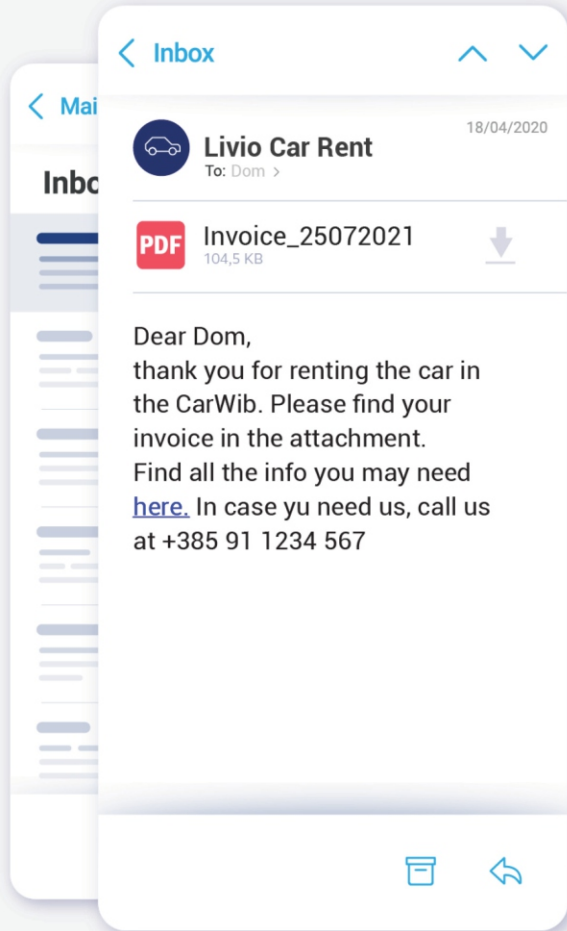 Mai
Inbo
Inbox
18/04/2020
Livio Car Rent
To: Dom >
PDF
Invoice_25072021
104,5 KB
Dear Dom,
thank you for renting the car in
the CarWib. Please find your
invoice in the attachment.
Find all the info you may need
here. In case yu need us, call us
at +385 91 1234 567